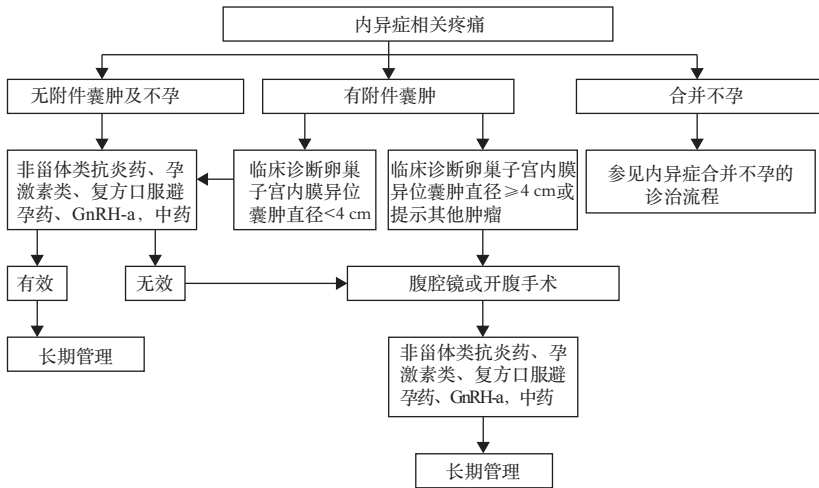 内异症相关疼痛
无附件囊肿及不孕
有附件囊肿
合并不孕
非甾体类抗炎药、孕
激素类、复方口服避
孕药、GnRH-a，中药
临床诊断卵巢
子宫内膜异位
囊肿直径<4 cm
临床诊断卵巢子宫内膜
异位囊肿直径≥4 cm或
提示其他肿瘤
参见内异症合并不孕的
诊治流程
有效
无效
腹腔镜或开腹手术
长期管理
非甾体类抗炎药、孕
激素类、复方口服避
孕药、GnRH-a，中药
长期管理